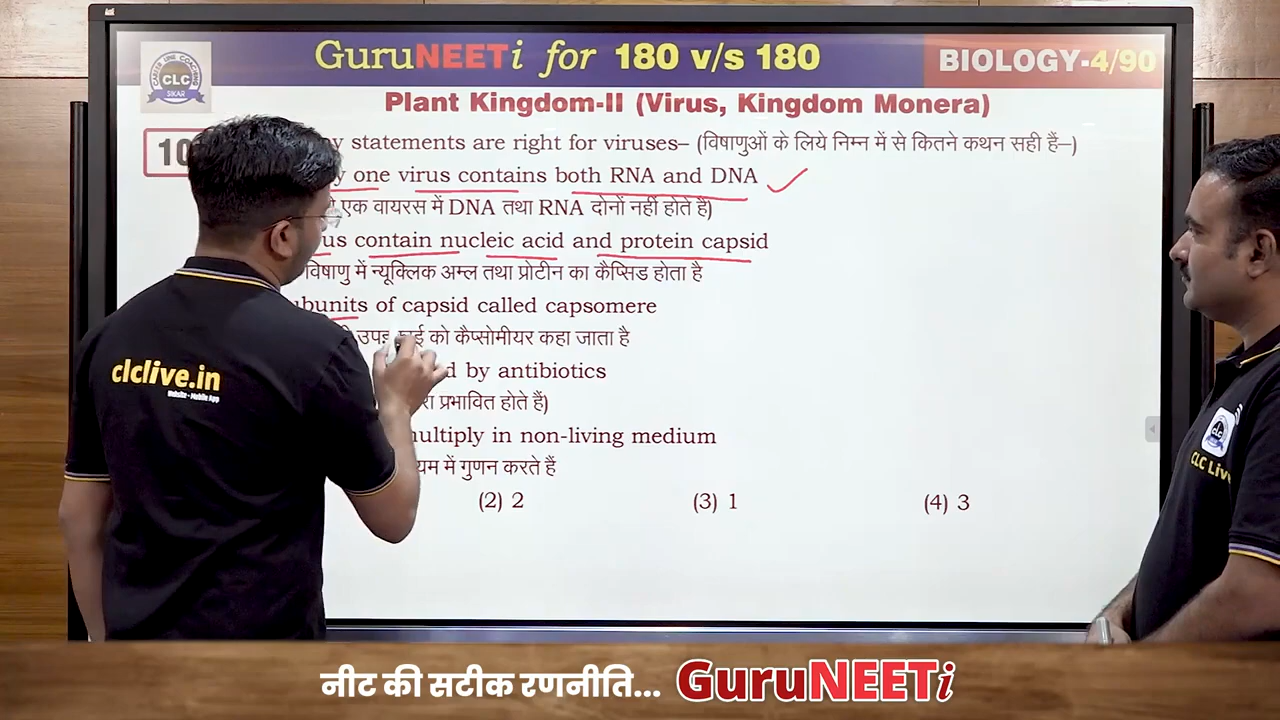 GuruNEETi for 180 v/s 180
BIOLOGY-4/90
CLC
SIKAR
Plant Kingdom-II (Virus, Kingdom Monera)
10
statements are right for viruses– (विषाणुओं के लिये निम्न में से कितने कथन सही हैं–)
one virus contains both RNA and DNA
एक वायरस में DNA तथा RNA दोनों नहीं होते हैं)
contain nucleic acid and protein capsid
विषाणु में न्यूक्लिक अम्ल तथा प्रोटीन का कैप्सिड होता है
of capsid called capsomere
को कैप्सोमीयर कहा जाता है
by antibiotics
प्रभावित होते हैं)
multiply in non-living medium
में गुणन करते हैं
(2) 2
(3) 1
(4) 3
clclive.in
Website - Mobile App
CLC
CLC Live
नीट की सटीक रणनीति...
GuruNEETi